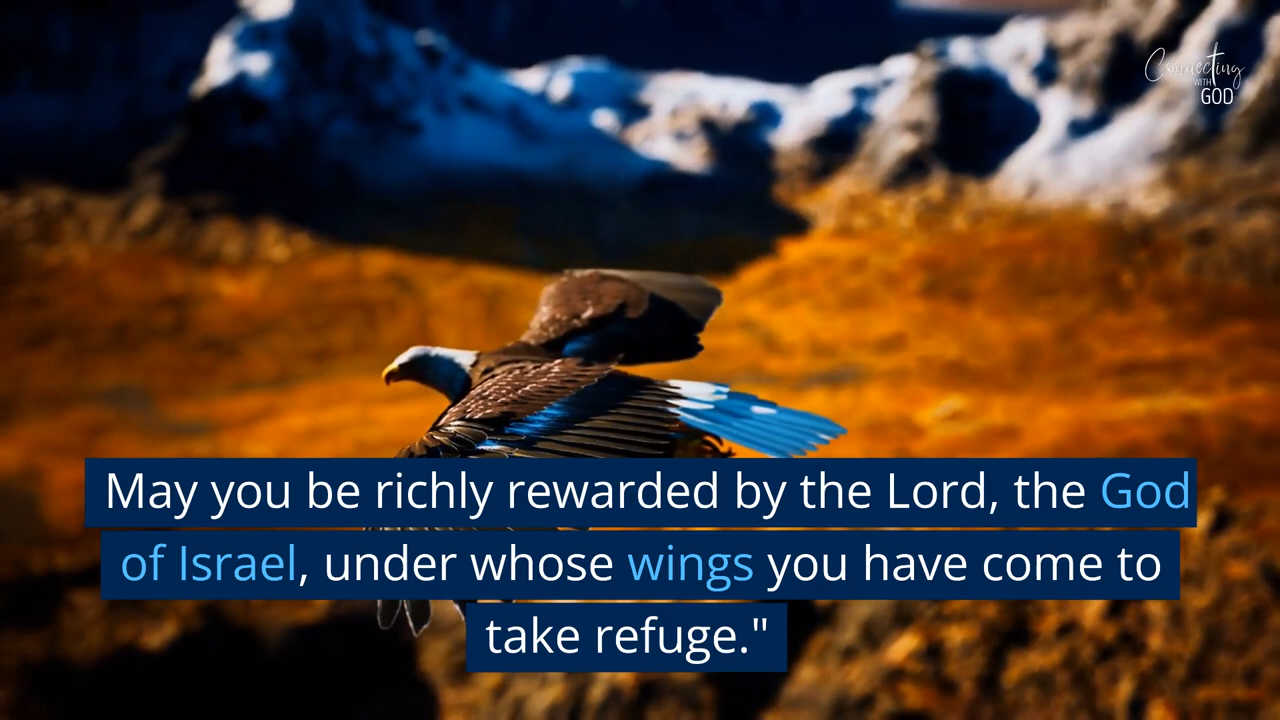 Connecting
WITH
GOD
May you be richly rewarded by the Lord, the God
of Israel, under whose wings you have come to
take refuge."